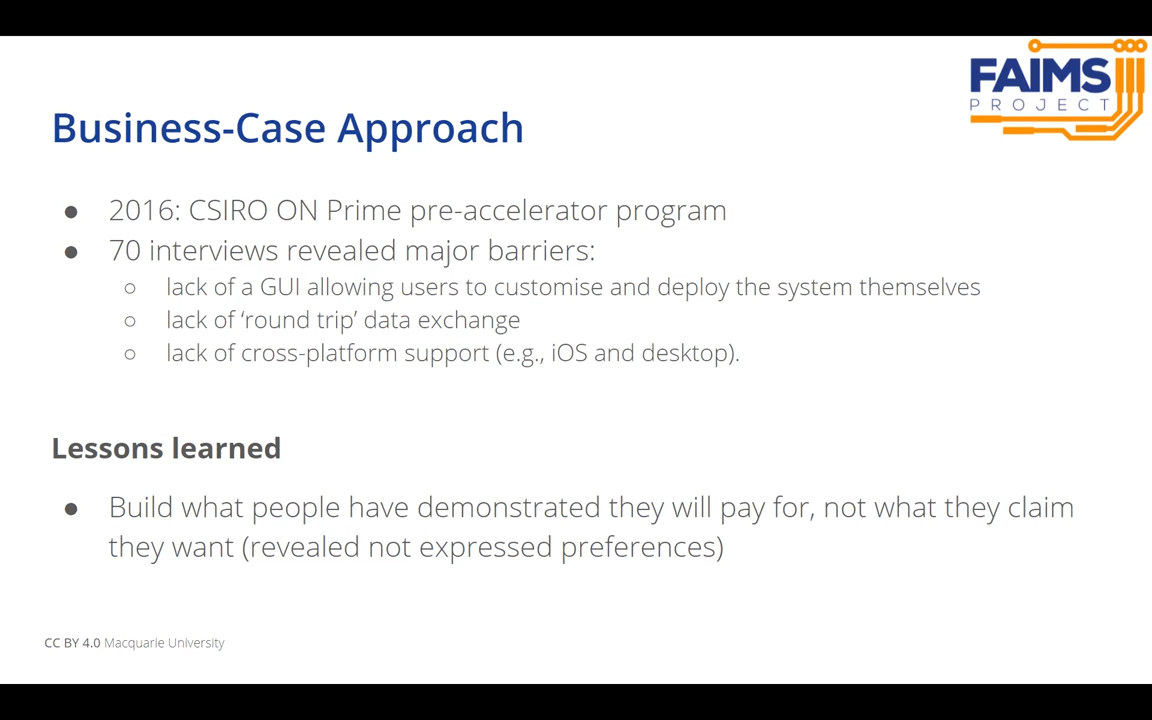 FAIMS
PROJECT
Business-Case Approach
● 2016: CSIRO ON Prime pre-accelerator program
● 70 interviews revealed major barriers:
○ lack of a GUI allowing users to customise and deploy the system themselves
○ lack of ‘round trip’ data exchange
○ lack of cross-platform support (e.g., iOS and desktop).
Lessons learned
● Build what people have demonstrated they will pay for, not what they claim
they want (revealed not expressed preferences)
CC BY 4.0 Macquarie University